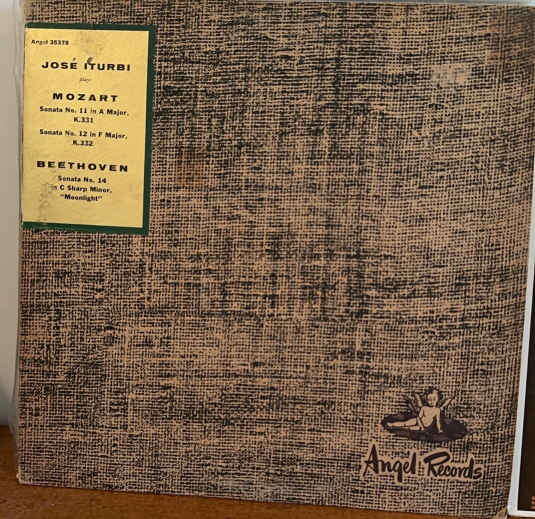 Angel 35378
JOSÉ ITURBI
plays
MOZART
Sonata No. 11 in A Major,
K.331
Sonata No. 12 in F Major,
K.332
BEETHOVEN
Sonata No. 14
in C Sharp Minor,
"Moonlight"
Angel Records